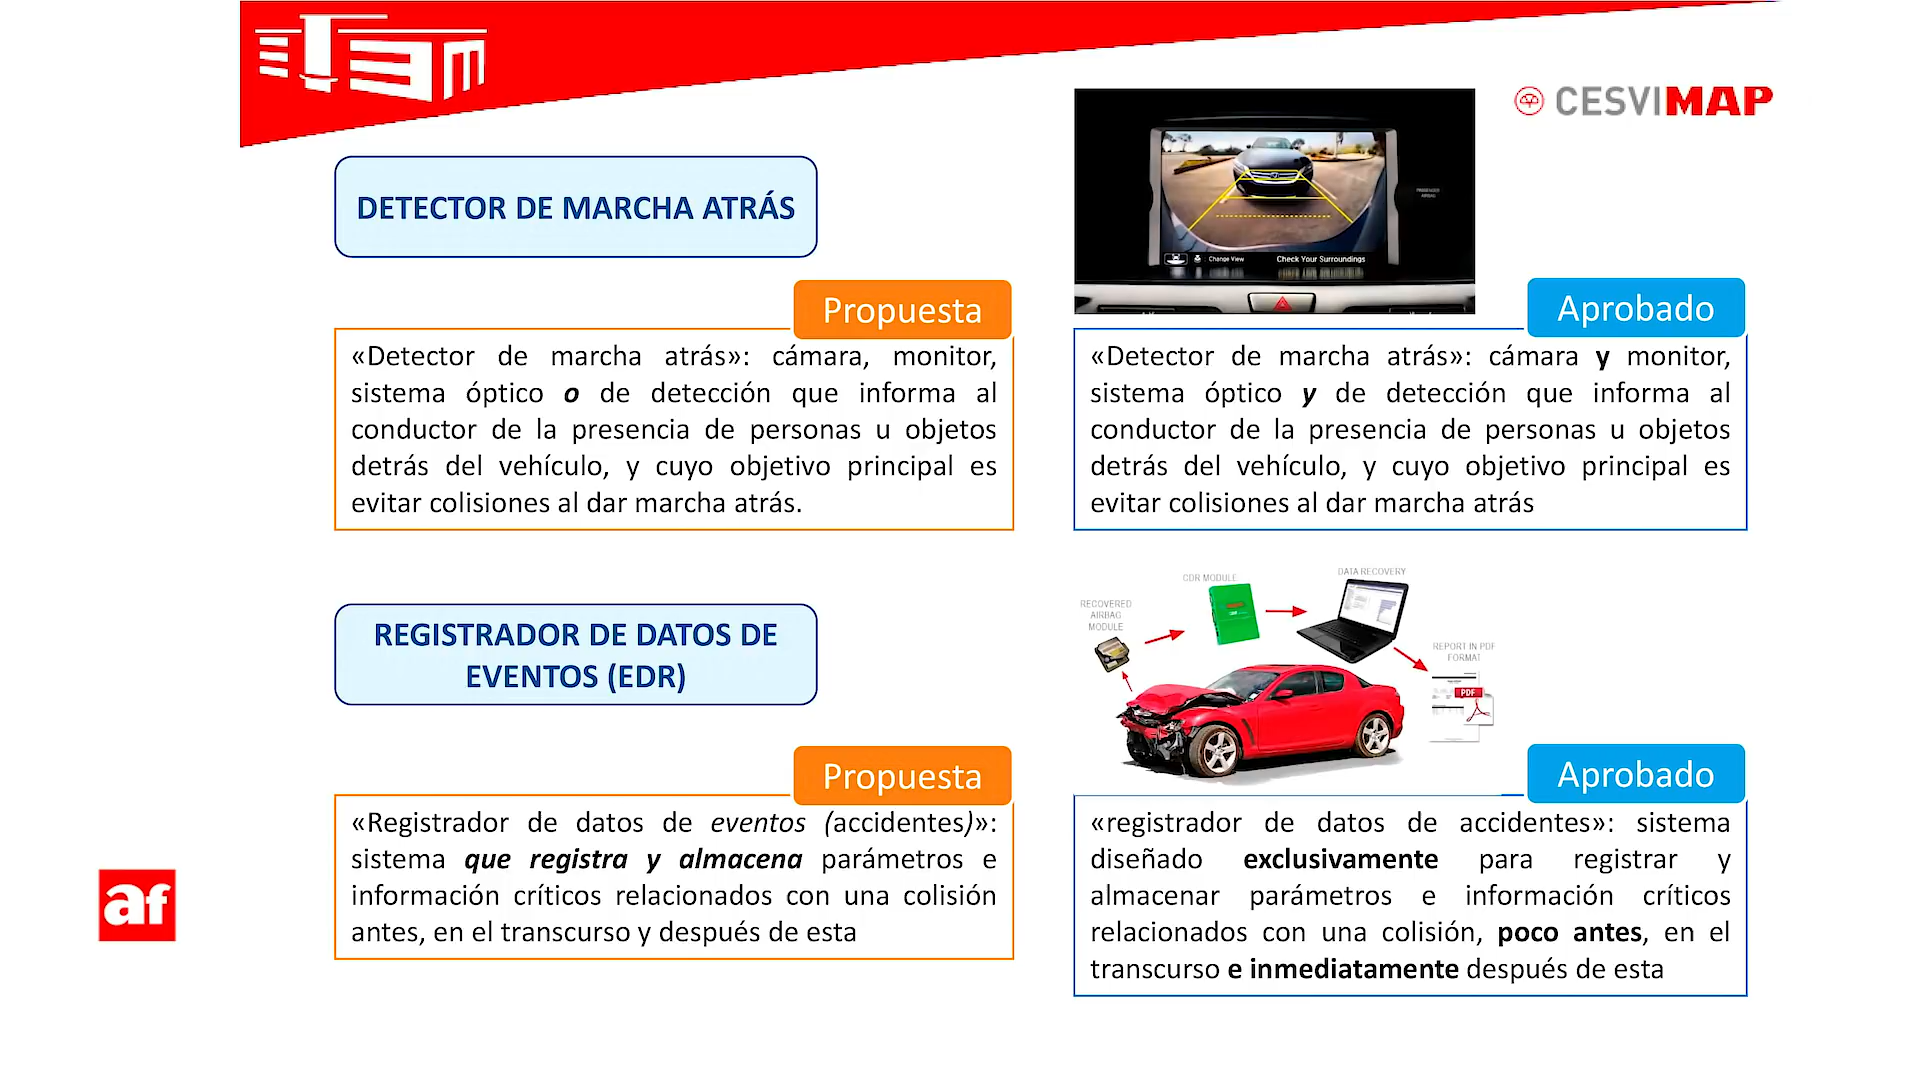 CESVIMAP
DETECTOR DE MARCHA ATRÁS
Change View
Check Your Surroundings
Propuesta
«Detector de marcha atrás»: cámara, monitor,
sistema óptico o de detección que informa al
conductor de la presencia de personas u objetos
detrás del vehículo, y cuyo objetivo principal es
evitar colisiones al dar marcha atrás.
Aprobado
«Detector de marcha atrás»: cámara y monitor,
sistema óptico y de detección que informa al
conductor de la presencia de personas u objetos
detrás del vehículo, y cuyo objetivo principal es
evitar colisiones al dar marcha atrás
REGISTRADOR DE DATOS DE
EVENTOS (EDR)
CDR MODULE
DATA RECOVERY
RECOVERED
AIRBAG
MODULE
REPORT IN PDF
FORMAT
PDF
Propuesta
«Registrador de datos de eventos (accidentes)»:
sistema que registra y almacena parámetros e
información críticos relacionados con una colisión
antes, en el transcurso y después de esta
Aprobado
«registrador de datos de accidentes»: sistema
diseñado exclusivamente para registrar y
almacenar parámetros e información críticos
relacionados con una colisión, poco antes, en el
transcurso e inmediatamente después de esta
af